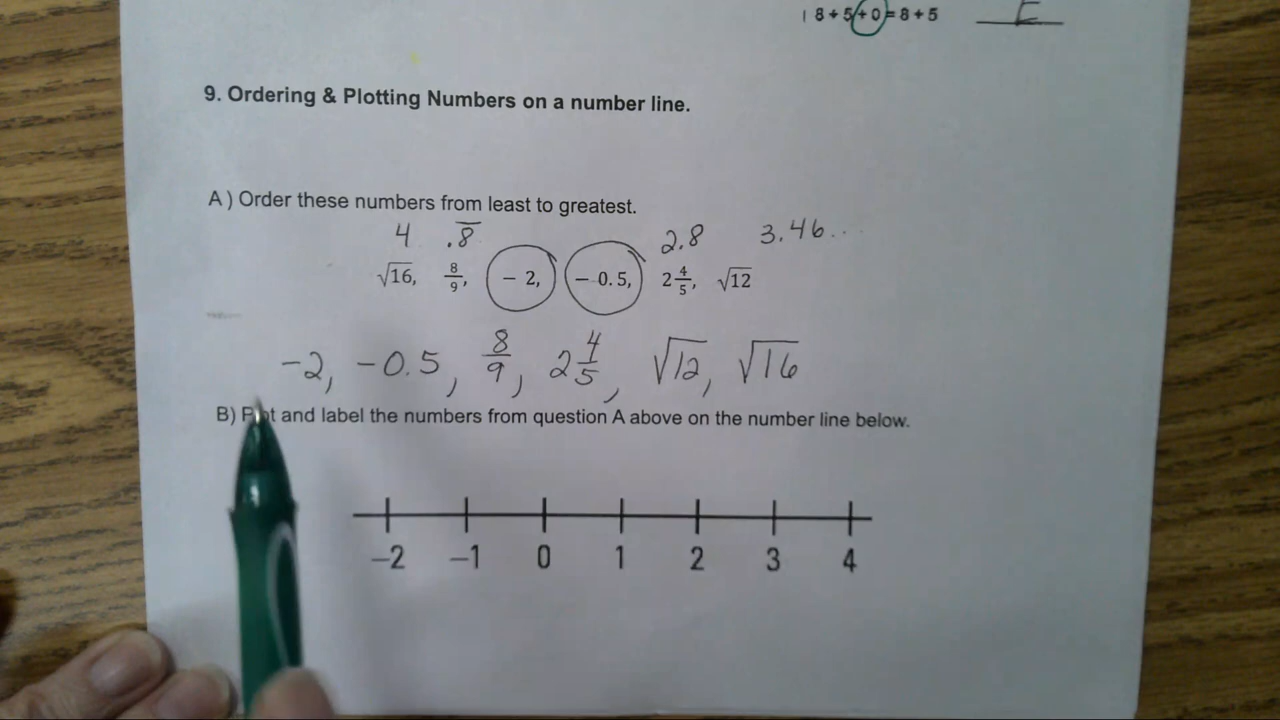 8 + 5 + 0 = 8 + 5 E
9. Ordering & Plotting Numbers on a number line.
A ) Order these numbers from least to greatest.
4 .8̅ 2.8 3.46...
√16, 8/9, − 2, − 0.5, 2 4/5, √12
-2, -0.5, 8/9, 2 4/5, √12, √16
B) Plot and label the numbers from question A above on the number line below.
−2 −1 0 1 2 3 4